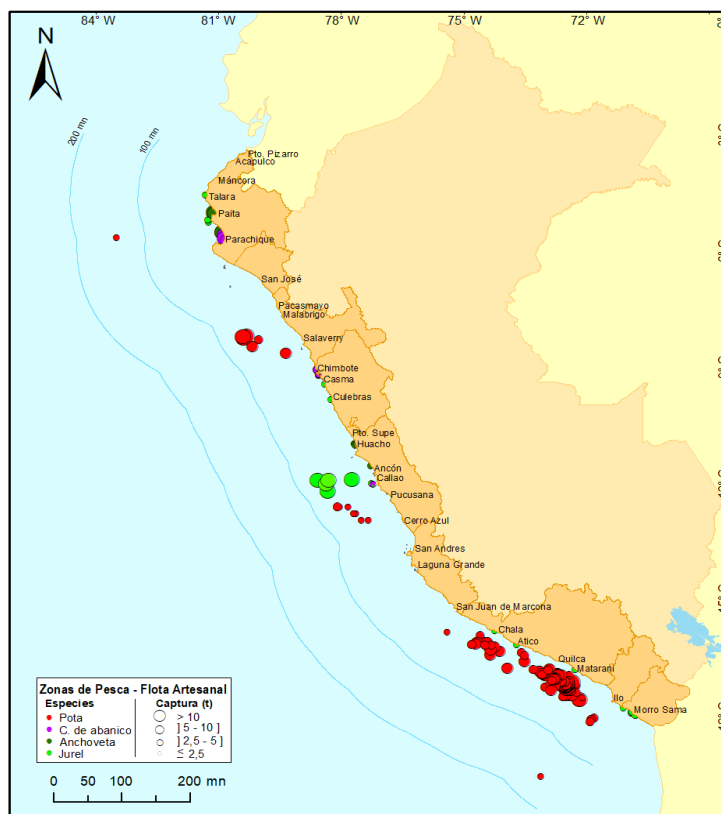 84° W 81° W 78° W 75° W 72° W
N
200 mn
100 mn
Pto. Pizarro
Acapulco
Máncora
Talara
Paita
Parachique
San José
Pacasmayo
Malabrigo
Salaverry
Chimbote
Casma
Culebras
Pto. Supe
Huacho
Ancón
Callao
Pucusana
Cerro Azul
San Andres
Laguna Grande
San Juan de Marcona
Chala
Atico
Quilca
Matarani
Ilo
Morro Sama
Zonas de Pesca - Flota Artesanal
Especies Captura (t)
Pota > 10
C. de abanico ] 5 - 10 ]
Anchoveta ] 2,5 - 5 ]
Jurel ≤ 2,5
0 50 100 200 mn